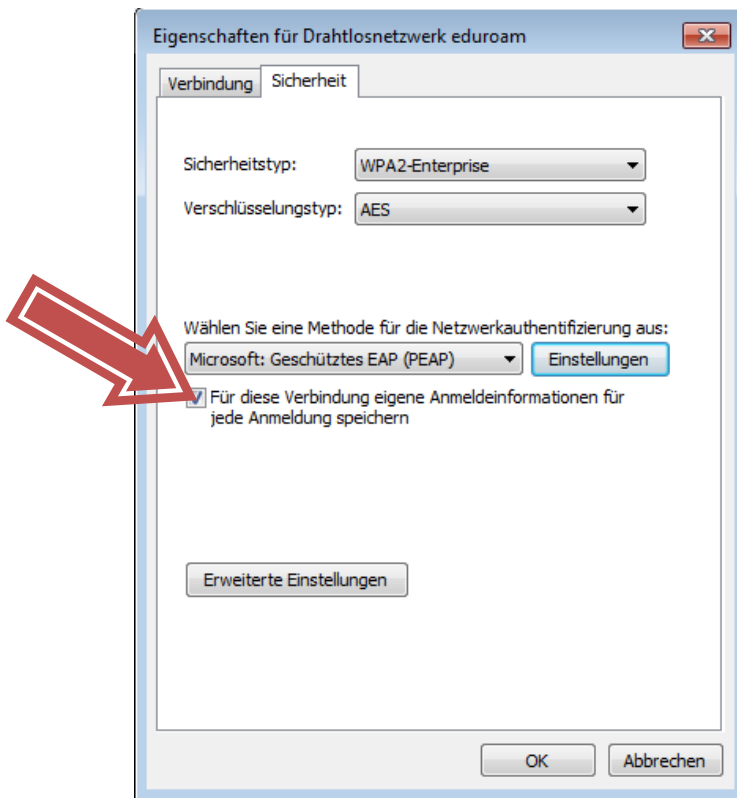 Eigenschaften für Drahtlosnetzwerk eduroam
Verbindung Sicherheit
Sicherheitstyp: WPA2-Enterprise
Verschlüsselungstyp: AES
Wählen Sie eine Methode für die Netzwerkauthentifizierung aus:
Microsoft: Geschütztes EAP (PEAP) Einstellungen
Für diese Verbindung eigene Anmeldeinformationen für
jede Anmeldung speichern
Erweiterte Einstellungen
OK Abbrechen